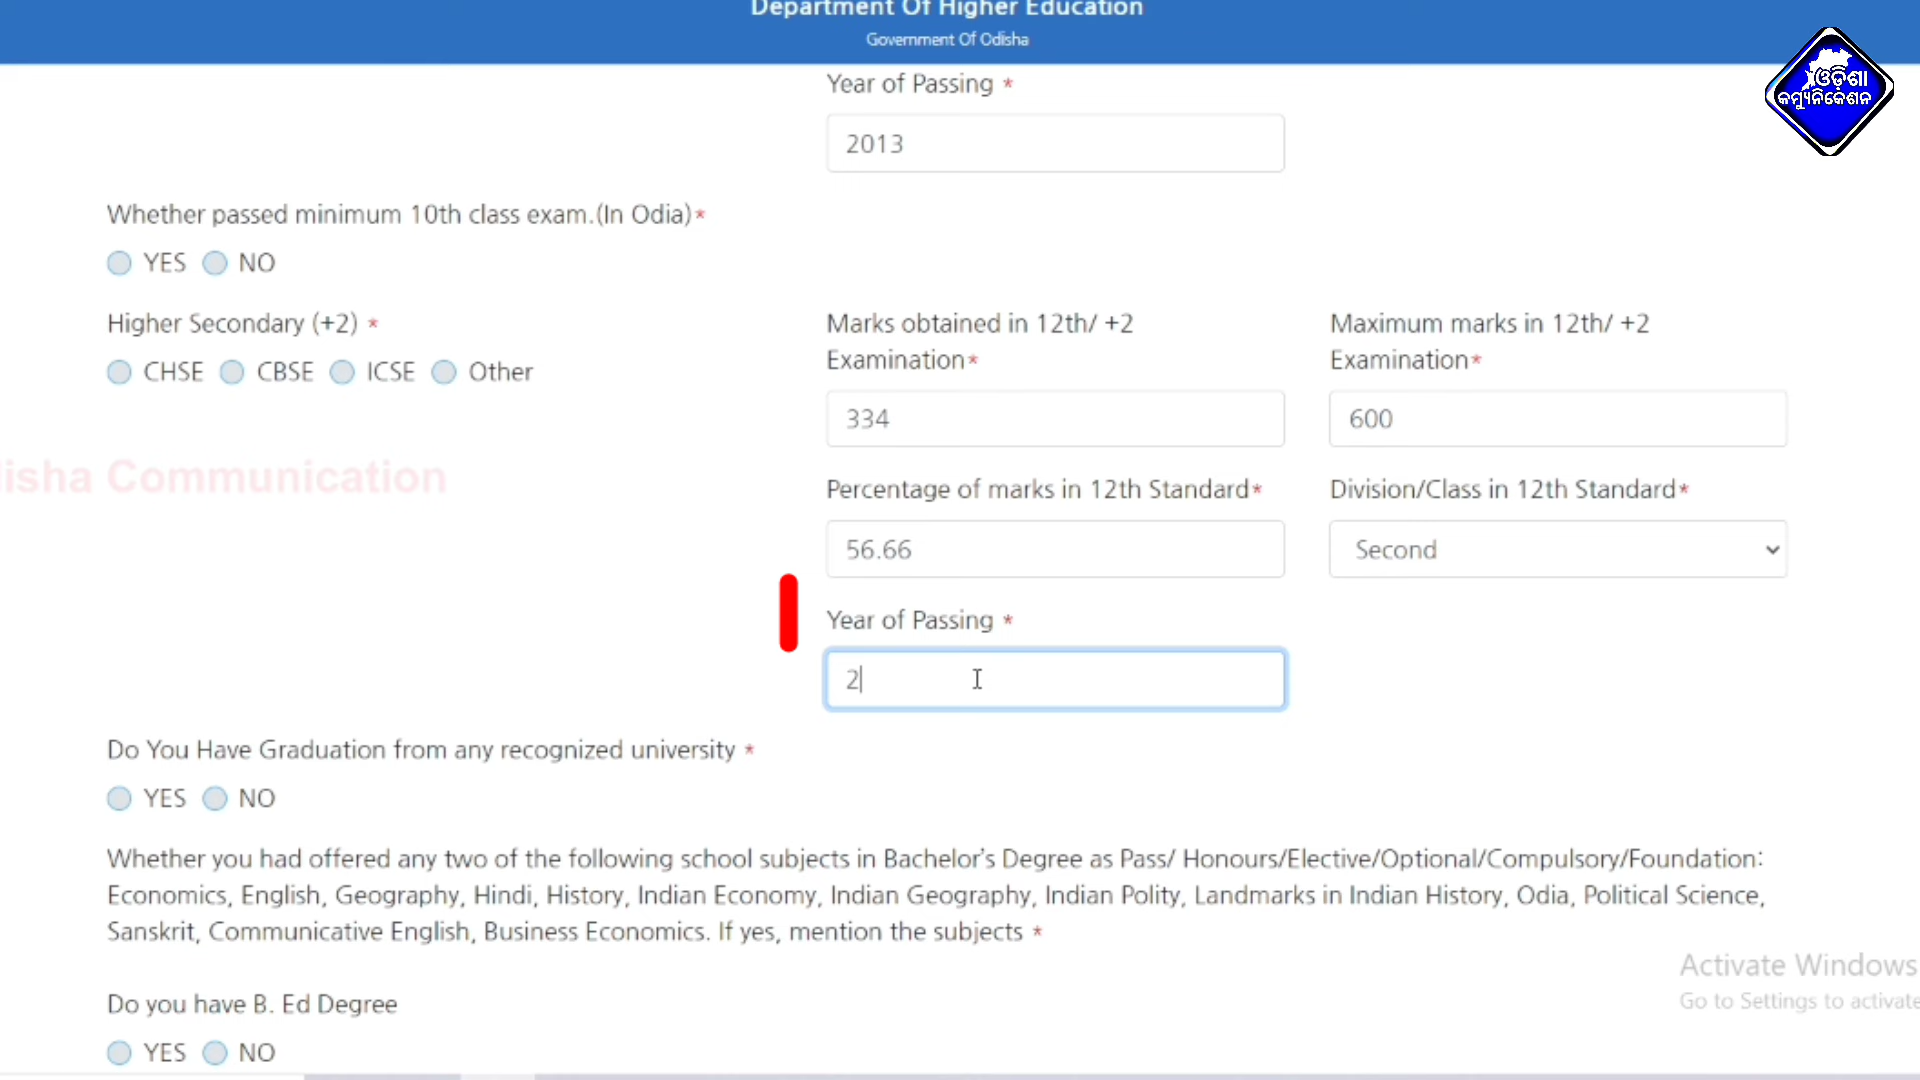 Department Of Higher Education
Government Of Odisha
ଓଡ଼ିଶା
କମ୍ୟୁନିକେଶନ
Year of Passing *
2013
Whether passed minimum 10th class exam.(In Odia)*
YES NO
Higher Secondary (+2) *
CHSE CBSE ICSE Other
Marks obtained in 12th/ +2
Examination*
334
Maximum marks in 12th/ +2
Examination*
600
isha Communication
Percentage of marks in 12th Standard*
56.66
Division/Class in 12th Standard*
Second
Year of Passing *
2
Do You Have Graduation from any recognized university *
YES NO
Whether you had offered any two of the following school subjects in Bachelor's Degree as Pass/ Honours/Elective/Optional/Compulsory/Foundation:
Economics, English, Geography, Hindi, History, Indian Economy, Indian Geography, Indian Polity, Landmarks in Indian History, Odia, Political Science,
Sanskrit, Communicative English, Business Economics. If yes, mention the subjects *
Do you have B. Ed Degree
YES NO
Activate Windows
Go to Settings to activate